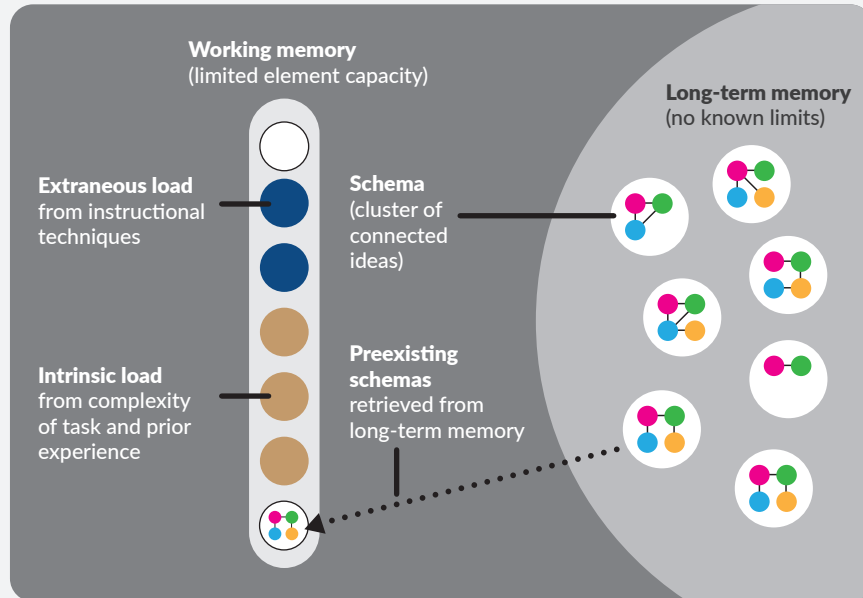 Working memory
(limited element capacity)
Long-term memory
(no known limits)
Extraneous load
from instructional
techniques
Schema
(cluster of
connected
ideas)
Intrinsic load
from complexity
of task and prior
experience
Preexisting
schemas
retrieved from
long-term memory